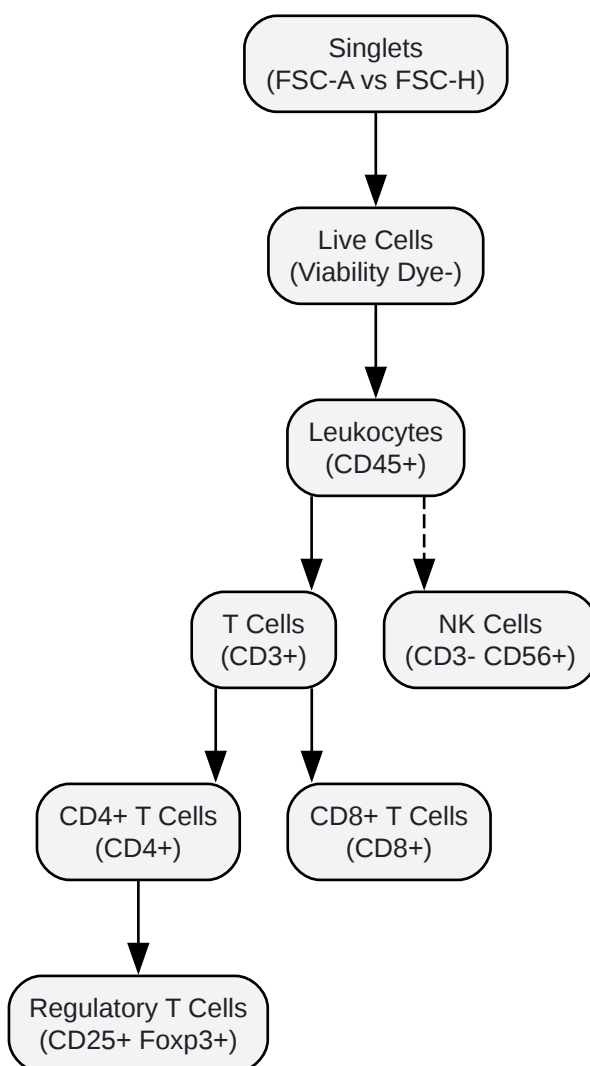 Singlets
(FSC-A vs FSC-H)
Live Cells
(Viability Dye-)
Leukocytes
(CD45+)
T Cells
(CD3+)
NK Cells
(CD3- CD56+)
CD4+ T Cells
(CD4+)
CD8+ T Cells
(CD8+)
Regulatory T Cells
(CD25+ Foxp3+)